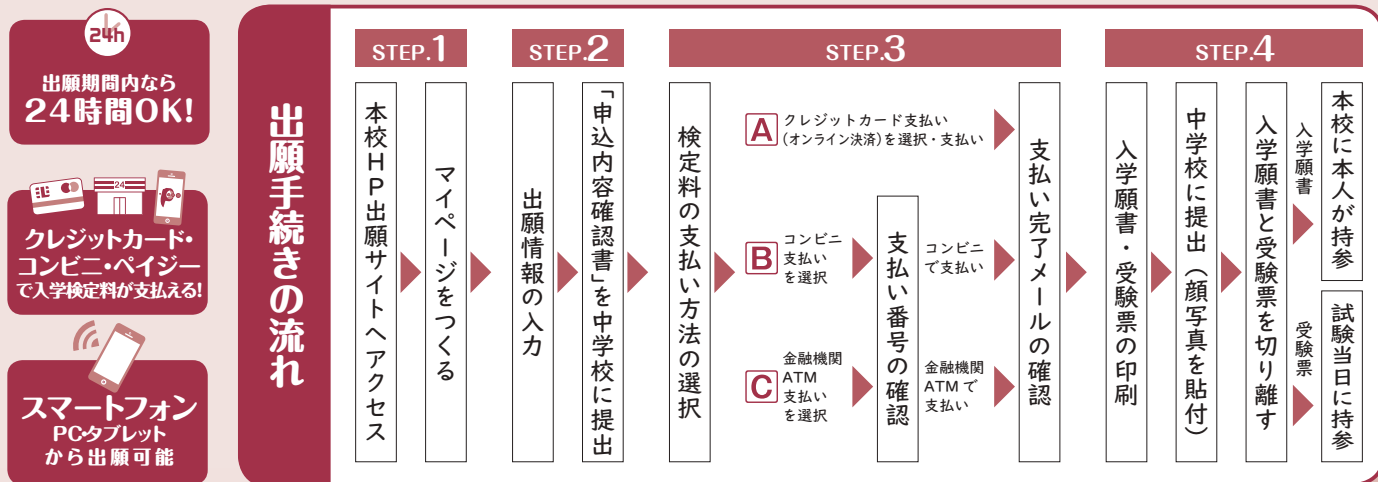 24h
出願期間内なら
24時間OK!
24
クレジットカード・
コンビニ・ペイジー
で入学検定料が支払える!
スマートフォン
PC・タブレット
から出願可能
出願手続きの流れ
STEP.1
本校HP出願サイトへアクセス
マイページをつくる
STEP.2
出願情報の入力
「申込内容確認書」を中学校に提出
STEP.3
検定料の支払い方法の選択
A
クレジットカード支払い
(オンライン決済)を選択・支払い
B
コンビニ
支払い
を選択
C
金融機関
ATM
支払い
を選択
支払い番号の確認
コンビニ
で支払い
金融機関
ATMで
支払い
支払い完了メールの確認
STEP.4
入学願書・受験票の印刷
中学校に提出(顔写真を貼付)
入学願書と受験票を切り離す
入学願書
本校に本人が持参
受験票
試験当日に持参